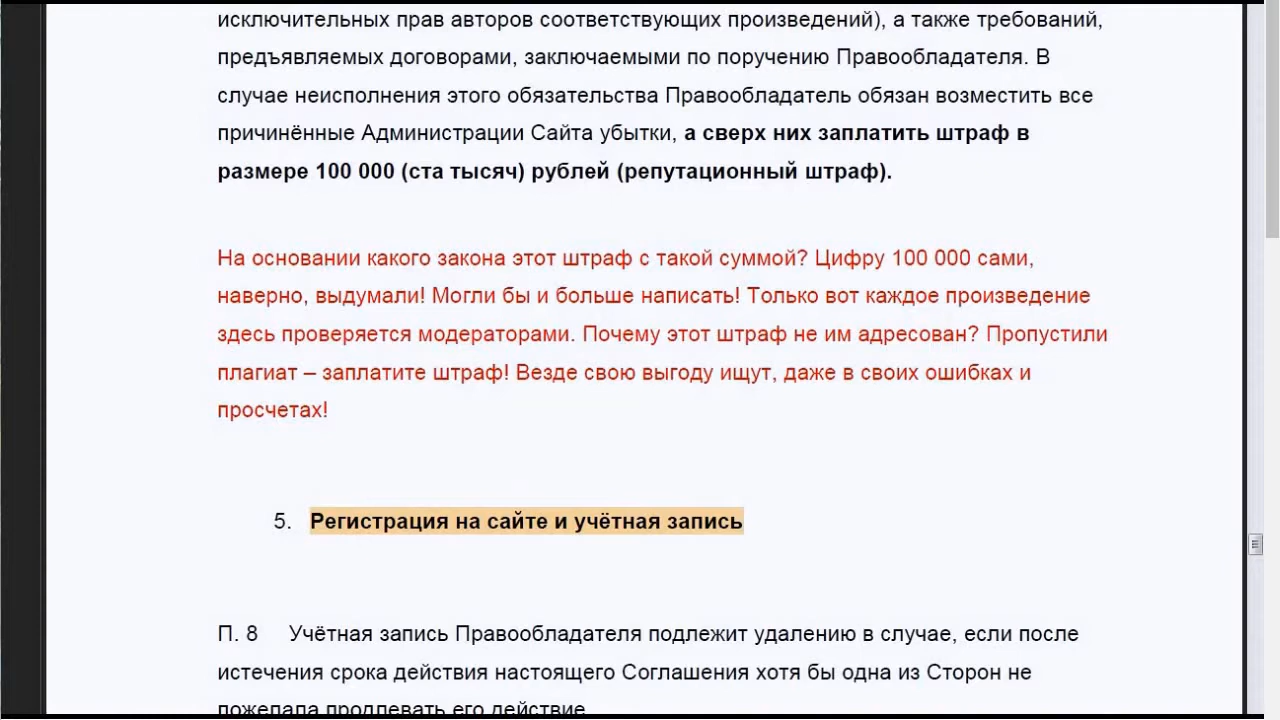 исключительных прав авторов соответствующих произведений), а также требований,
предъявляемых договорами, заключаемыми по поручению Правообладателя. В
случае неисполнения этого обязательства Правообладатель обязан возместить все
причинённые Администрации Сайта убытки, а сверх них заплатить штраф в
размере 100 000 (ста тысяч) рублей (репутационный штраф).
На основании какого закона этот штраф с такой суммой? Цифру 100 000 сами,
наверно, выдумали! Могли бы и больше написать! Только вот каждое произведение
здесь проверяется модераторами. Почему этот штраф не им адресован? Пропустили
плагиат – заплатите штраф! Везде свою выгоду ищут, даже в своих ошибках и
просчетах!
5. Регистрация на сайте и учётная запись
П. 8 Учётная запись Правообладателя подлежит удалению в случае, если после
истечения срока действия настоящего Соглашения хотя бы одна из Сторон не
пожелала продлевать его действие.